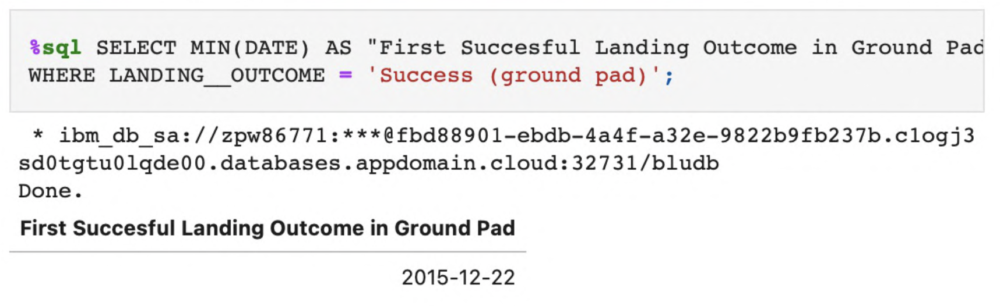 %sql SELECT MIN(DATE) AS "First Succesful Landing Outcome in Ground Pad
WHERE LANDING__OUTCOME = 'Success (ground pad)';
* ibm_db_sa://zpw86771:***@fbd88901-ebdb-4a4f-a32e-9822b9fb237b.c1ogj3
sd0tgtu0lqde00.databases.appdomain.cloud:32731/bludb
Done.
First Succesful Landing Outcome in Ground Pad
2015-12-22